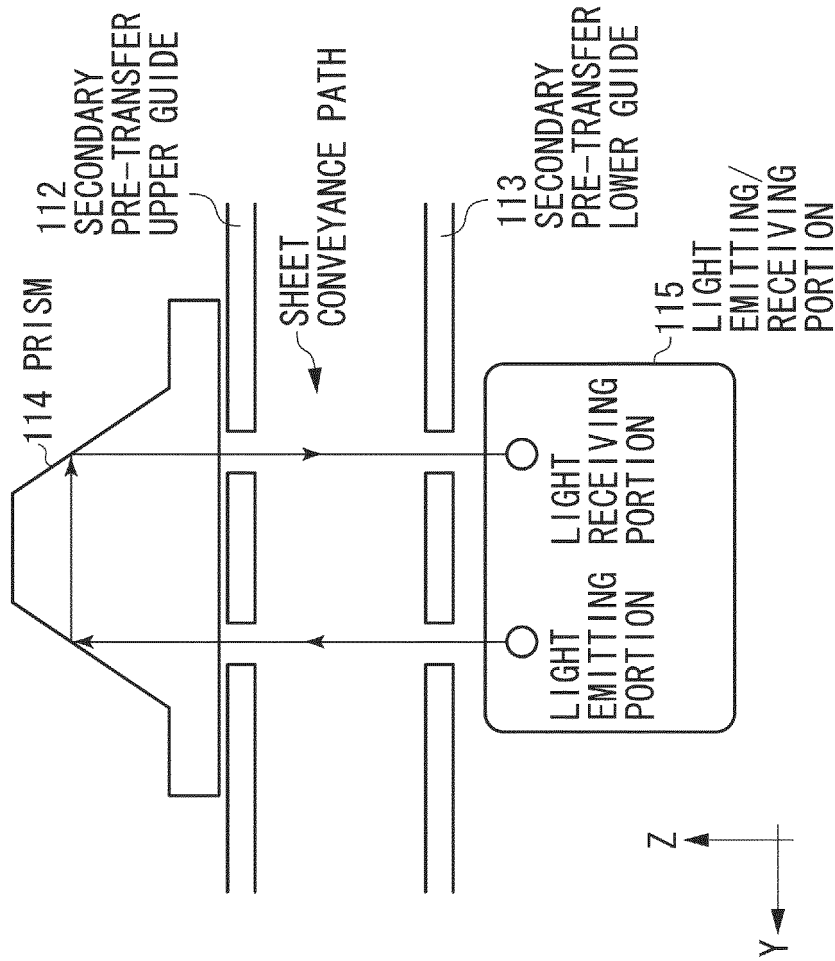 114 PRISM
112
SECONDARY
PRE-TRANSFER
UPPER GUIDE
SHEET
CONVEYANCE PATH
113
SECONDARY
PRE-TRANSFER
LOWER GUIDE
115
LIGHT
EMITTING/
RECEIVING
PORTION
LIGHT
EMITTING
PORTION
LIGHT
RECEIVING
PORTION
Z
Y